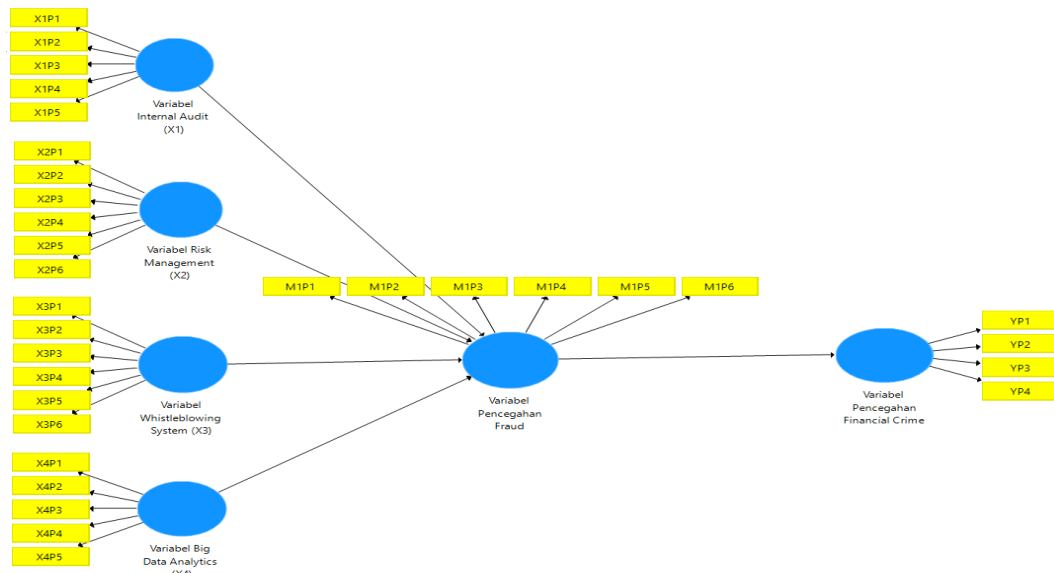 X1P1
X1P2
X1P3
X1P4
X1P5
Variabel
Internal Audit
(X1)
X2P1
X2P2
X2P3
X2P4
X2P5
X2P6
Variabel Risk
Management
(X2)
M1P1
M1P2
M1P3
M1P4
M1P5
M1P6
X3P1
X3P2
X3P3
X3P4
X3P5
X3P6
Variabel
Whistleblowing
System (X3)
Variabel
Pencegahan
Fraud
YP1
YP2
YP3
YP4
Variabel
Pencegahan
Financial Crime
X4P1
X4P2
X4P3
X4P4
X4P5
Variabel Big
Data Analytics
(X4)